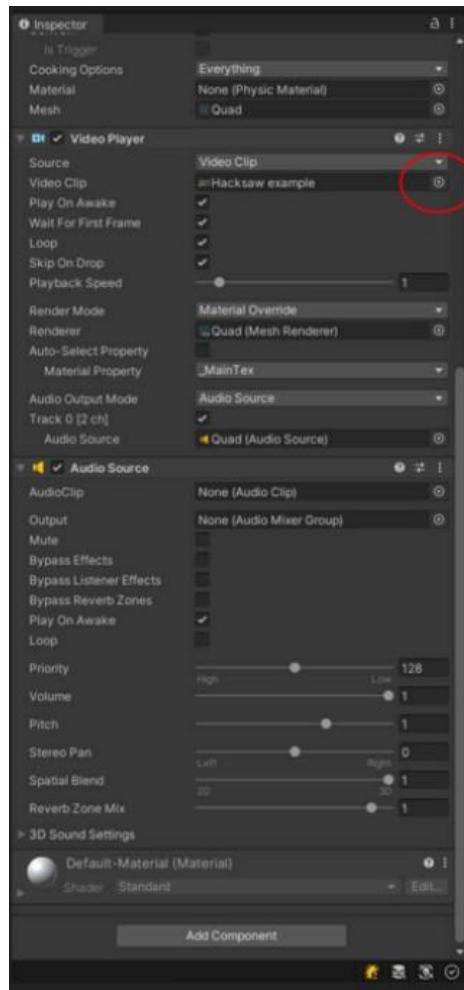 Inspector
Is Trigger
Cooking Options Everything
Material None (Physic Material)
Mesh Quad
Video Player
Source Video Clip
Video Clip Hacksaw example
Play On Awake
Wait For First Frame
Loop
Skip On Drop
Playback Speed 1
Render Mode Material Override
Renderer Quad (Mesh Renderer)
Auto-Select Property
Material Property _MainTex
Audio Output Mode Audio Source
Track 0 [2 ch]
Audio Source Quad (Audio Source)
Audio Source
AudioClip None (Audio Clip)
Output None (Audio Mixer Group)
Mute
Bypass Effects
Bypass Listener Effects
Bypass Reverb Zones
Play On Awake
Loop
Priority 128
High Low
Volume 1
Pitch 1
Stereo Pan 0
Left Right
Spatial Blend 1
2D 3D
Reverb Zone Mix 1
3D Sound Settings
Default-Material (Material)
Shader Standard Edit...
Add Component